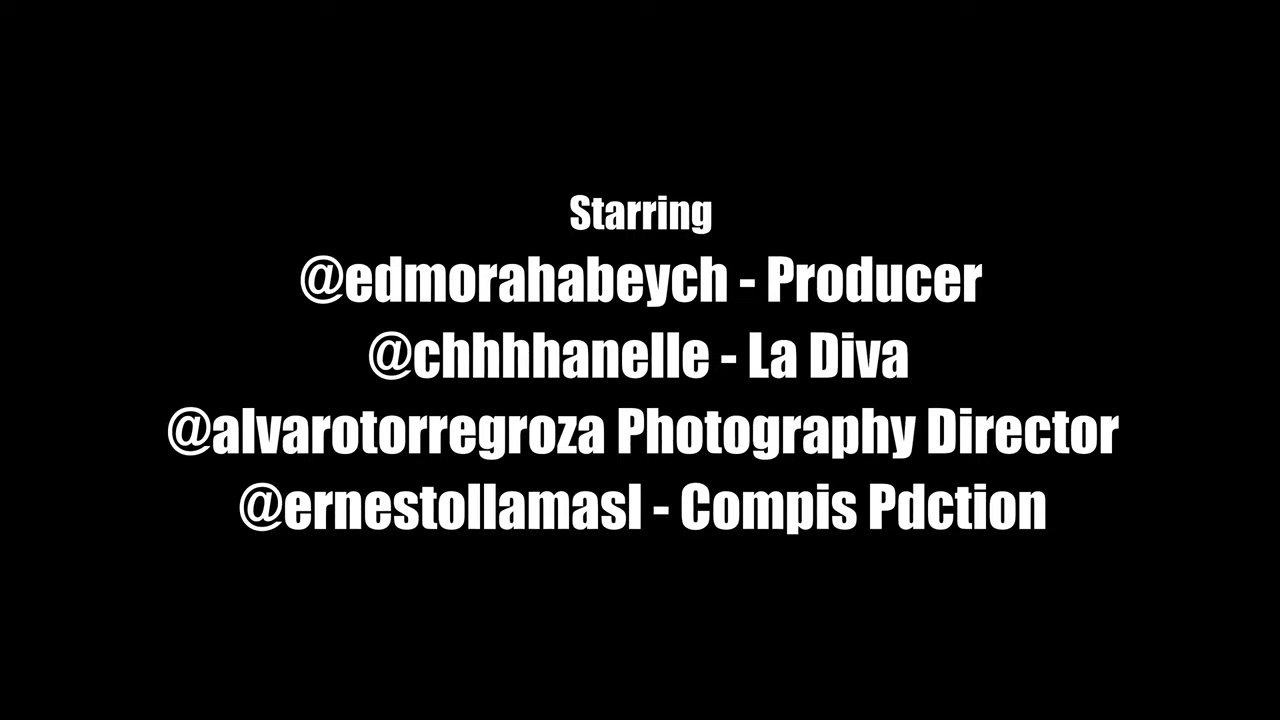 Starring
@edmorahabeych - Producer
@chhhhanelle - La Diva
@alvarotorregroza Photography Director
@ernestollamasl - Compis Pdction